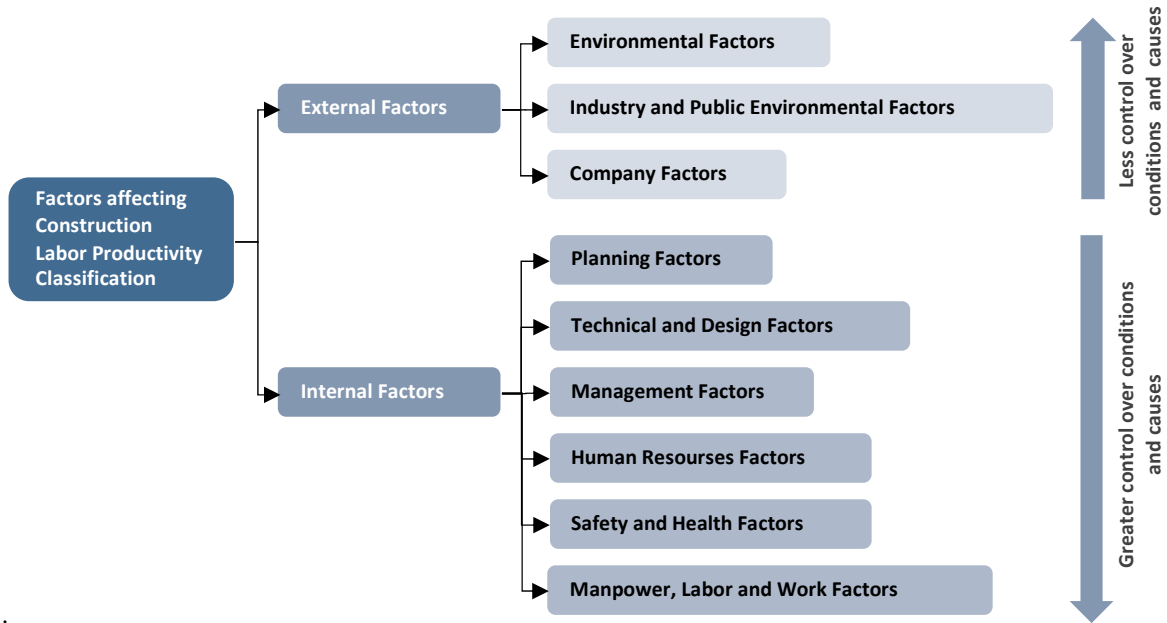 Factors affecting
Construction
Labor Productivity
Classification
External Factors
Environmental Factors
Industry and Public Environmental Factors
Company Factors
Internal Factors
Planning Factors
Technical and Design Factors
Management Factors
Human Resourses Factors
Safety and Health Factors
Manpower, Labor and Work Factors
Less control over
conditions and causes
Greater control over conditions
and causes
.